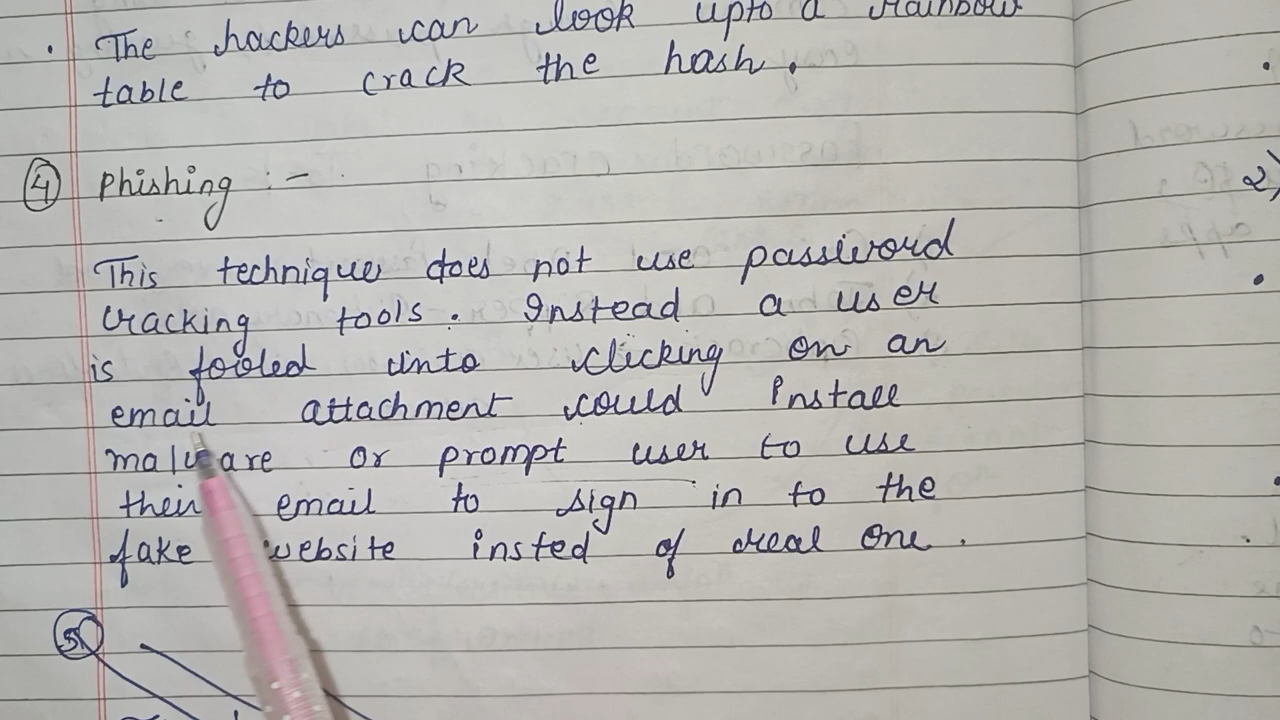 . The hackers can look upto a rainbow
table to crack the hash.
④ Phishing :-
This technique does not use password
cracking tools. Instead a user
is fooled into clicking on an
email attachment could Install
malware or prompt user to use
their email to sign in to the
fake website insted of real one.
⑤
2)